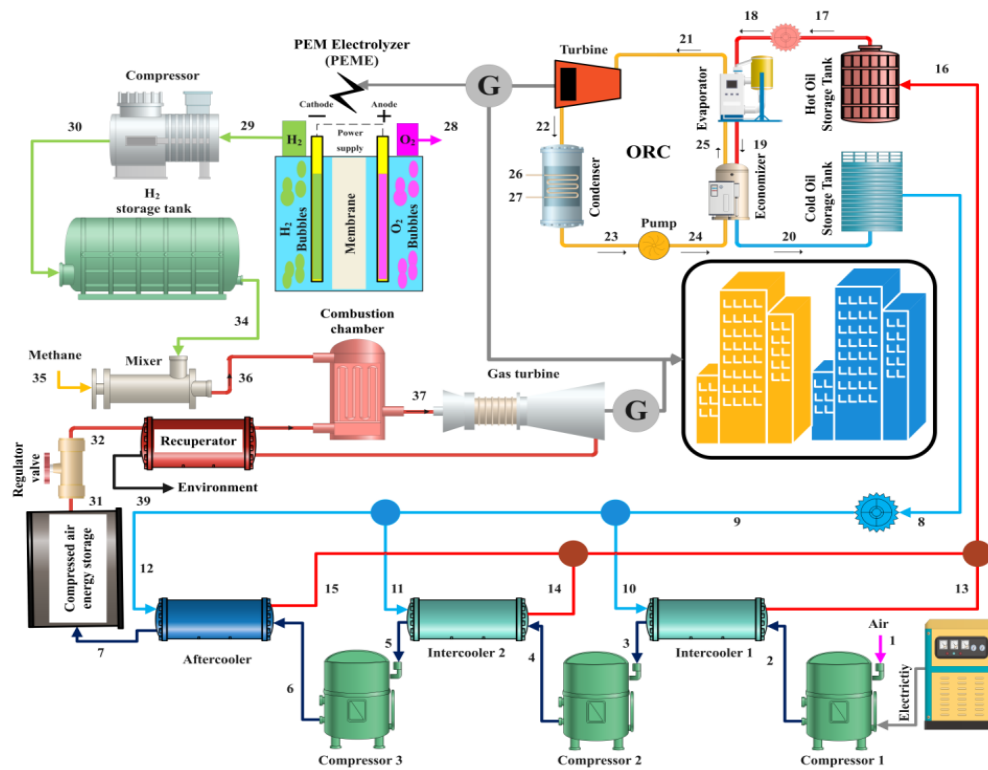 18
17
PEM Electrolyzer
(PEME)
Turbine
21
16
Compressor
G
Evaporator
Hot Oil
Storage Tank
Cathode
Anode
30
29
H2
Power
supply
O2
28
22
ORC
25
19
26
27
Condenser
Economizer
Cold Oil
Storage Tank
H2
storage tank
H2
Bubbles
Membrane
O2
Bubbles
Pump
23
24
20
34
Combustion
chamber
Methane
Mixer
35
36
Gas turbine
37
G
32
Recuperator
Regulator
valve
Environment
31
39
9
8
Compressed air
energy storage
12
15
11
14
10
13
Air
1
7
Aftercooler
5
Intercooler 2
4
3
Intercooler 1
2
6
Electrictiy
Compressor 3
Compressor 2
Compressor 1